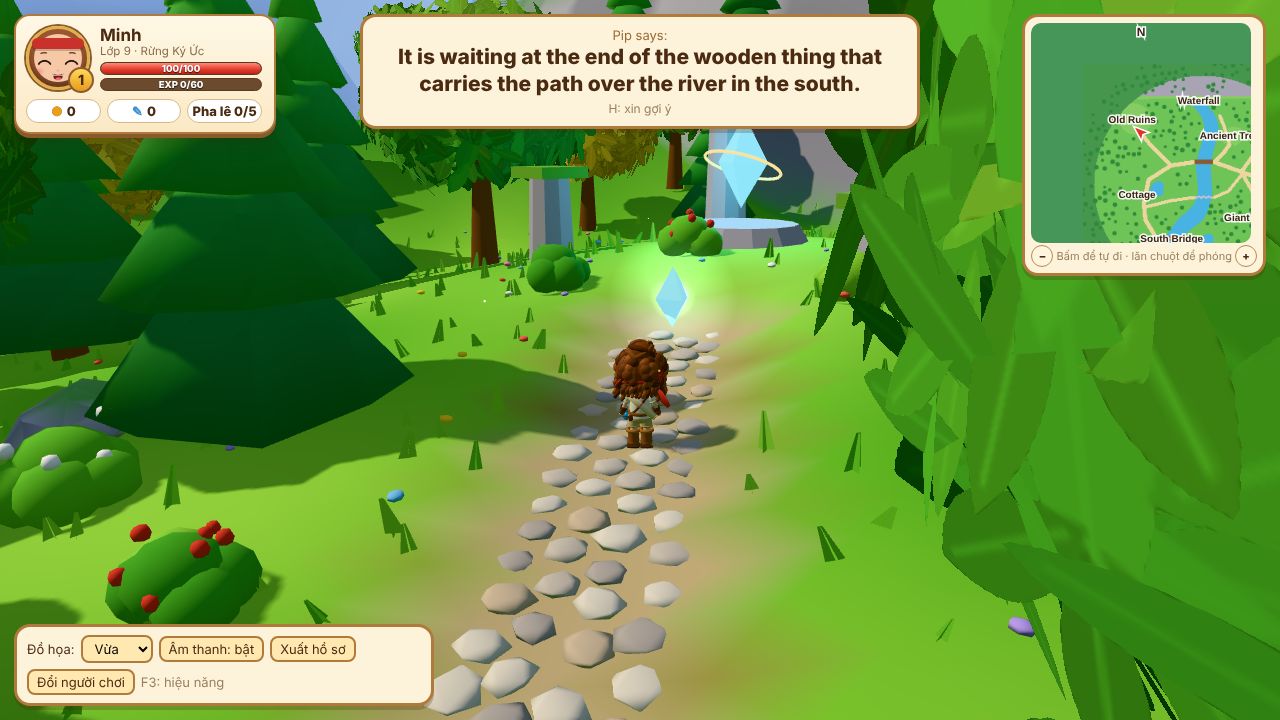 Minh
Lớp 9 · Rừng Ký Ức
100/100
EXP 0/60
1
0
0
Pha lê 0/5
Pip says:
It is waiting at the end of the wooden thing that
carries the path over the river in the south.
H: xin gợi ý
N
Waterfall
Old Ruins
Ancient Tre
Cottage
Giant
South Bridge
− Bấm để tự đi · lăn chuột để phóng +
Đồ họa: Vừa Âm thanh: bật Xuất hồ sơ
Đổi người chơi F3: hiệu năng